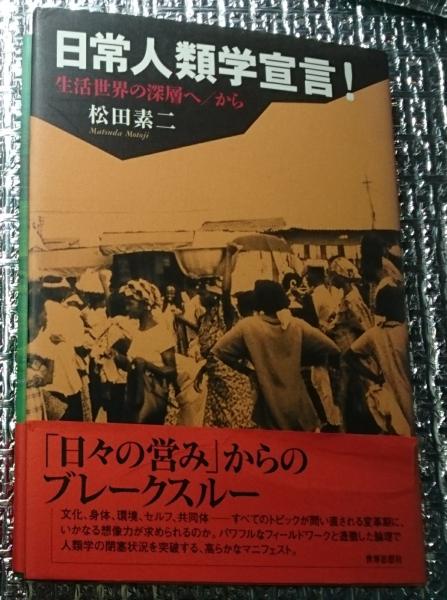 日常人類学宣言!
生活世界の深層へ/から
松田素二
Matsuda Motoji
「日々の営み」からの
ブレークスルー
文化、身体、環境、セルフ、共同体――すべてのトピックが問い直される変革期に、
いかなる想像力が求められるのか。パワフルなフィールドワークと透徹した論理で
人類学の閉塞状況を突破する、高らかなマニフェスト。
世界思想社